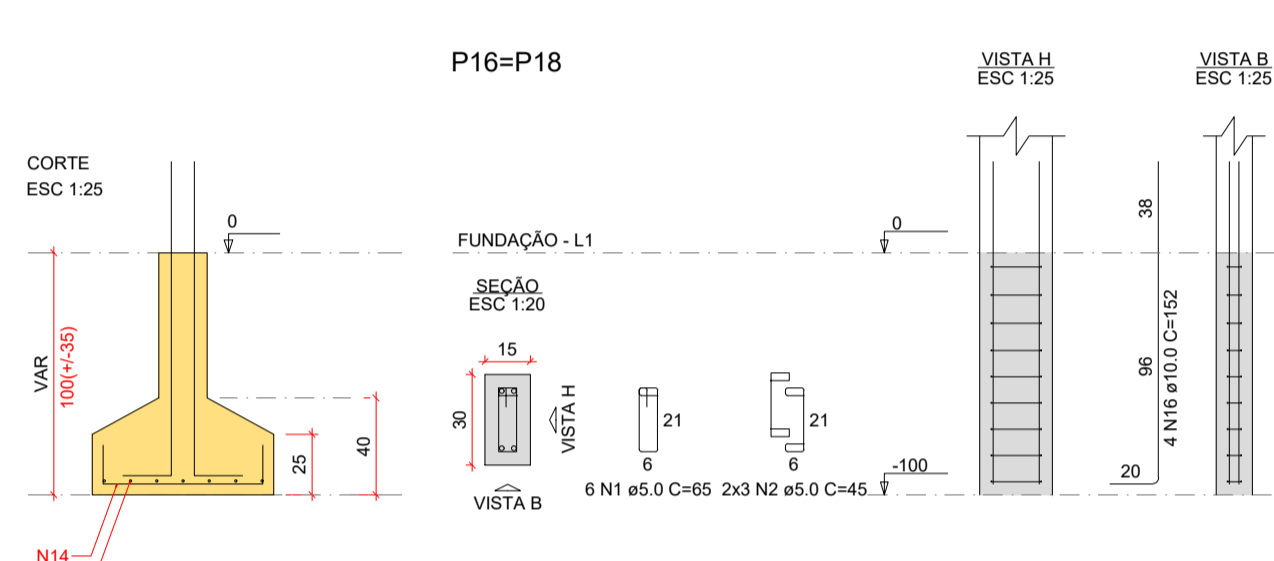 P16=P18
VISTA H
ESC 1:25
VISTA B
ESC 1:25
CORTE
ESC 1:25
0
VAR
100(+/-35)
25
40
N14
FUNDAÇÃO - L1
0
SEÇÃO
ESC 1:20
15
30
VISTA H
VISTA B
21
6
6 N1 ø5.0 C=65
21
6
2x3 N2 ø5.0 C=45
-100
38
96
4 N16 ø10.0 C=152
20